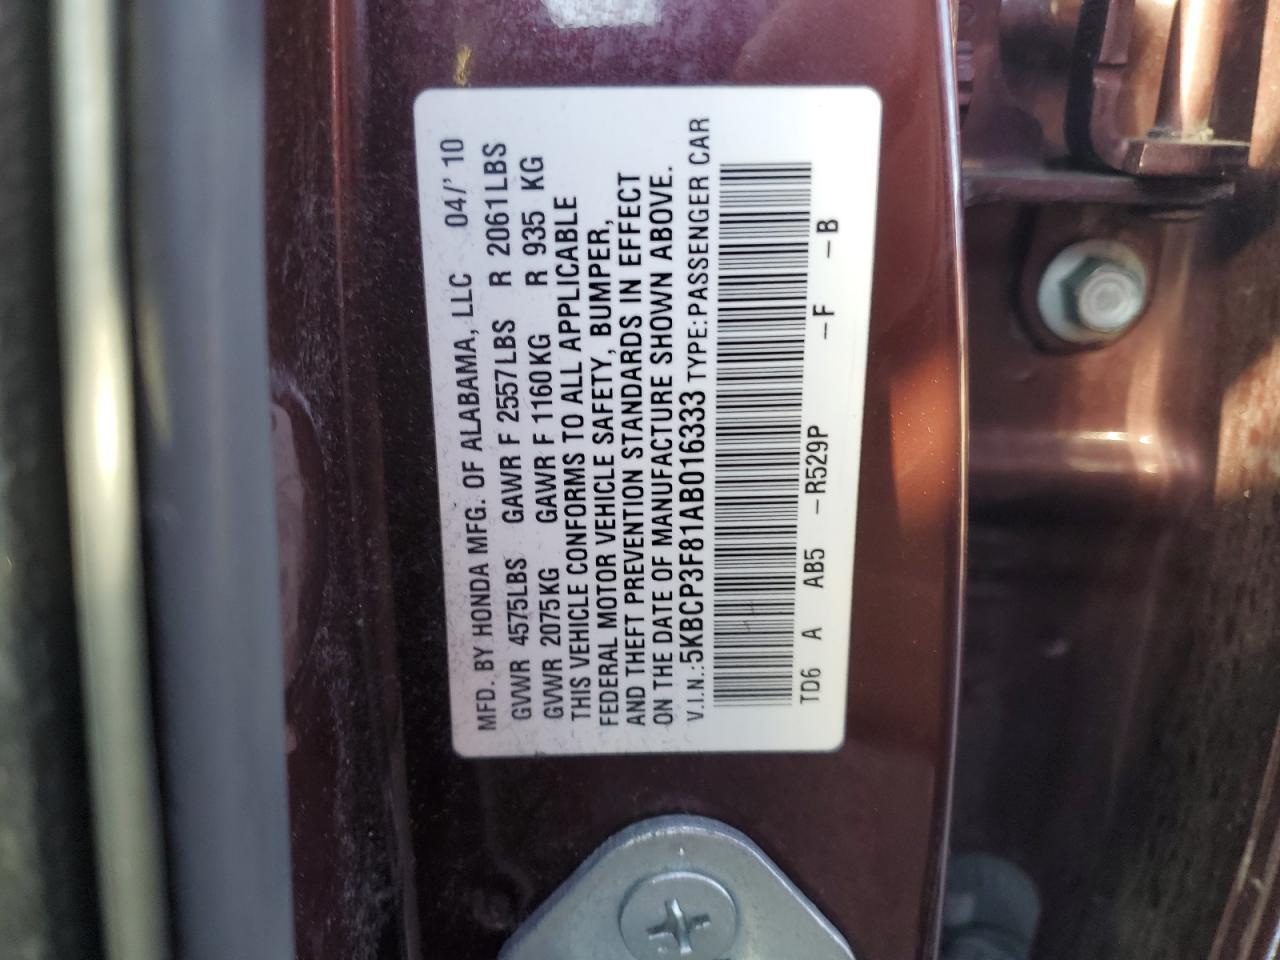 MFD. BY HONDA MFG. OF ALABAMA, LLC 04/'10
GVWR 4575LBS GAWR F 2557LBS R 2061LBS
GVWR 2075KG GAWR F 1160KG R 935 KG
THIS VEHICLE CONFORMS TO ALL APPLICABLE
FEDERAL MOTOR VEHICLE SAFETY, BUMPER,
AND THEFT PREVENTION STANDARDS IN EFFECT
ON THE DATE OF MANUFACTURE SHOWN ABOVE.
V.I.N.: 5KBCP3F81AB016333 TYPE: PASSENGER CAR
TD6 A AB5 -R529P -F -B